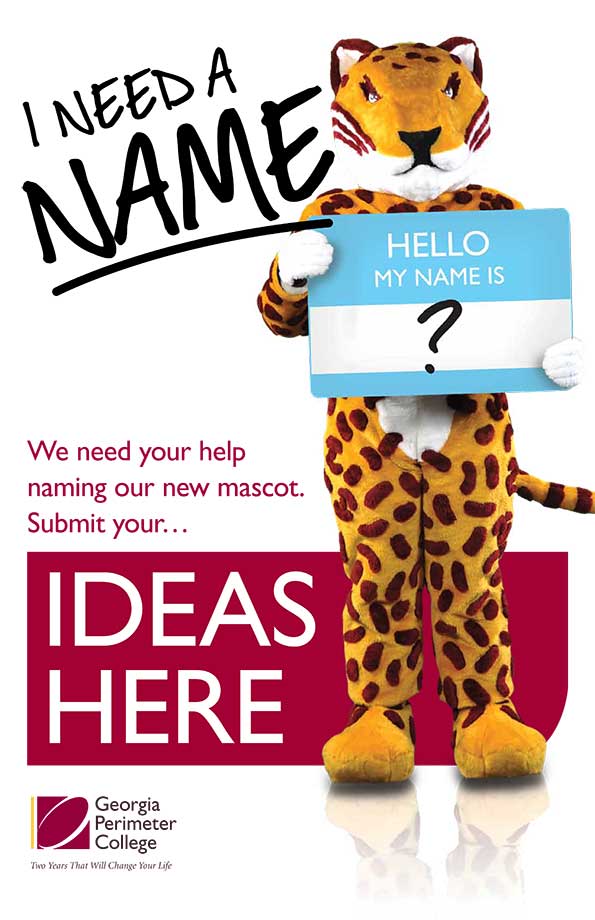 I NEED A
NAME
HELLO
MY NAME IS
?
We need your help
naming our new mascot.
Submit your...
IDEAS
HERE
Georgia
Perimeter
College
Two Years That Will Change Your Life